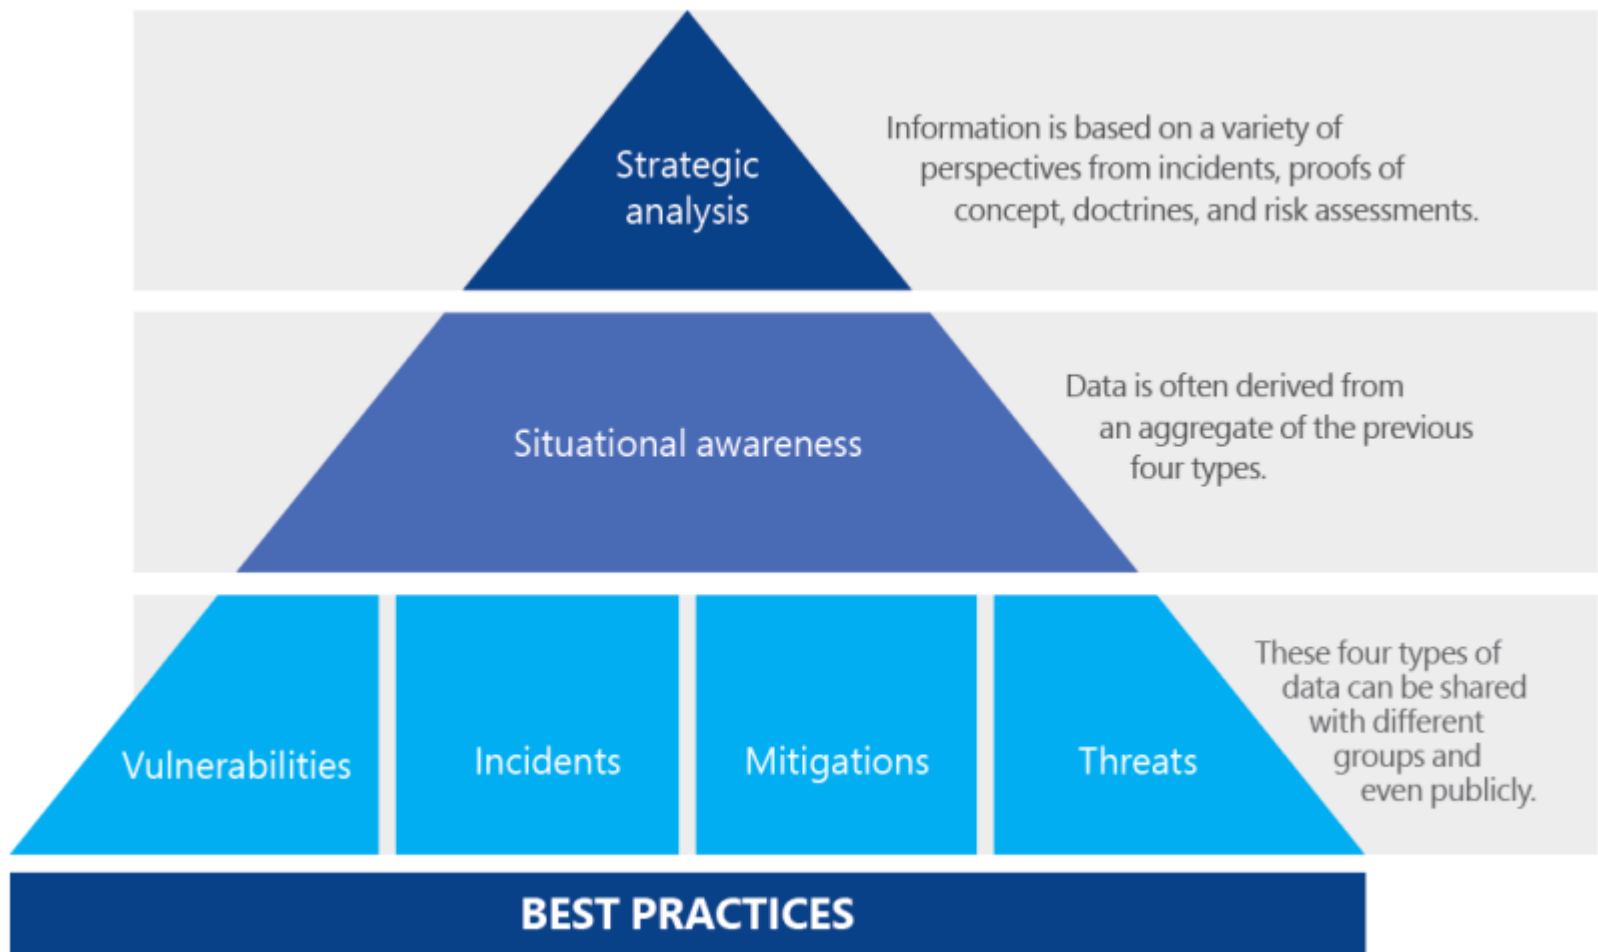 Strategic
analysis
Information is based on a variety of
perspectives from incidents, proofs of
concept, doctrines, and risk assessments.
Situational awareness
Data is often derived from
an aggregate of the previous
four types.
Vulnerabilities
Incidents
Mitigations
Threats
These four types of
data can be shared
with different
groups and
even publicly.
BEST PRACTICES